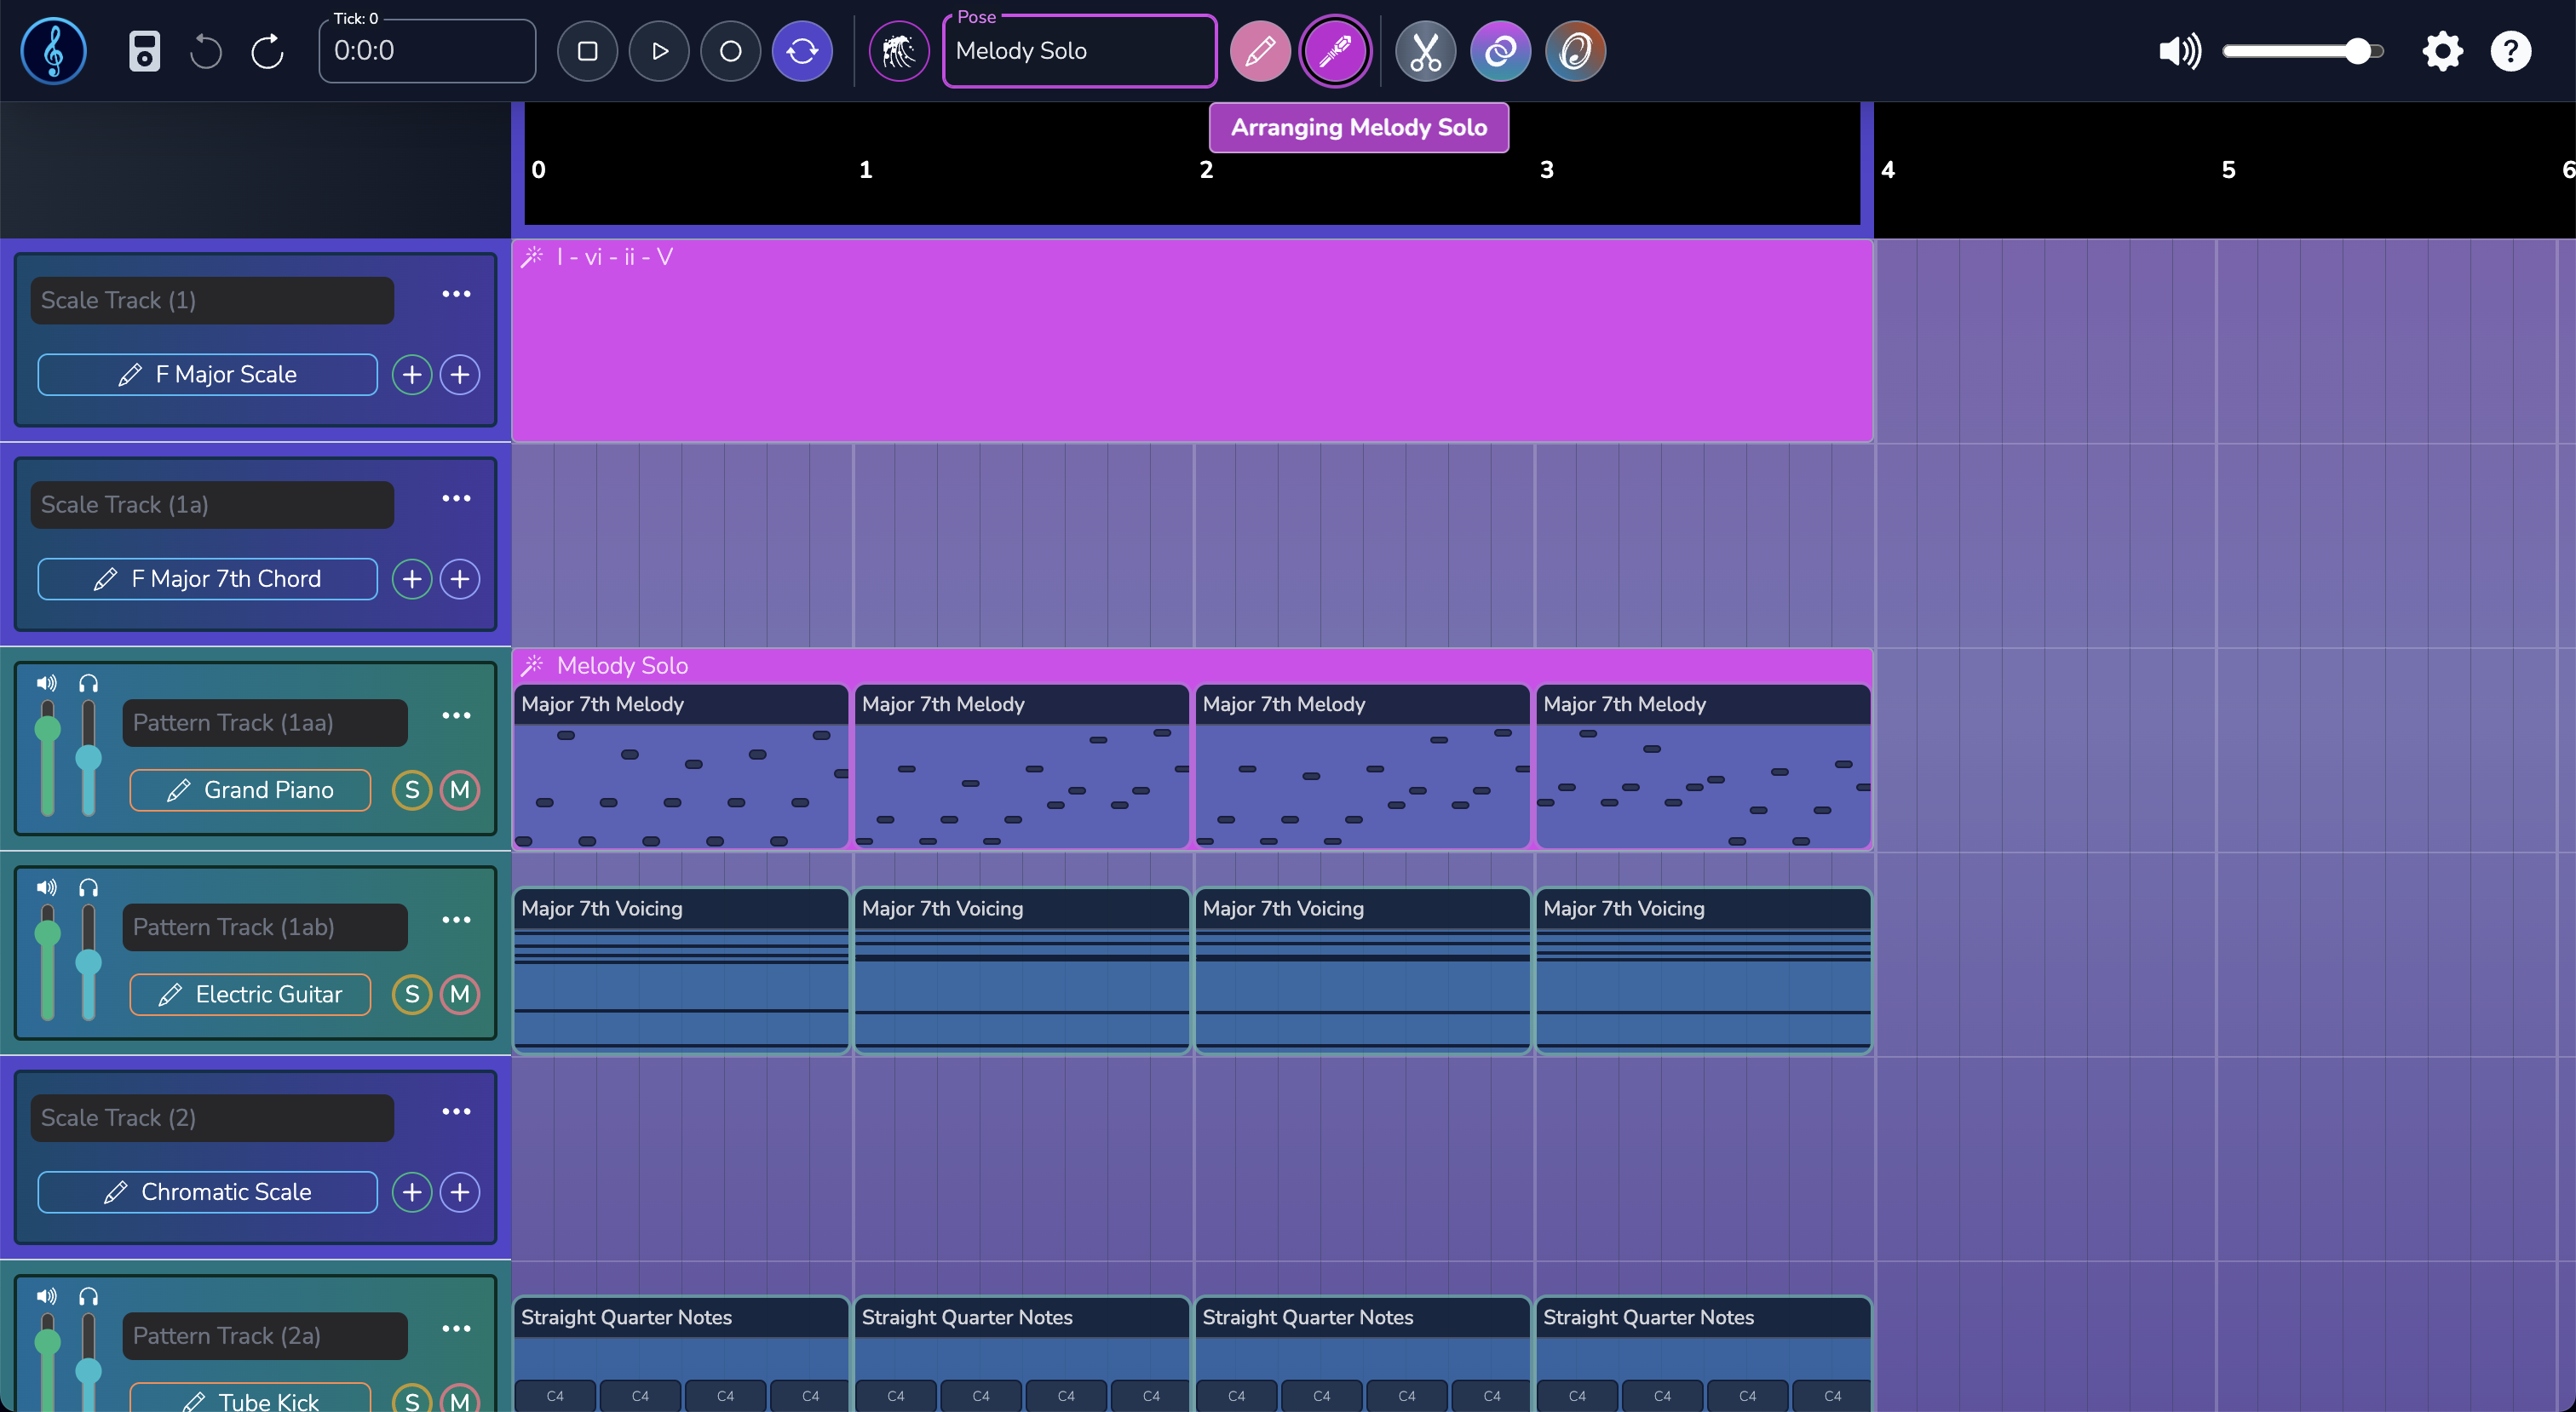 Tick: 0
0:0:0
Pose
Melody Solo
?
Arranging Melody Solo
0 1 2 3 4 5 6
Scale Track (1)
F Major Scale
I - vi - ii - V
Scale Track (1a)
F Major 7th Chord
Melody Solo
Pattern Track (1aa)
Grand Piano S M
Major 7th Melody Major 7th Melody Major 7th Melody Major 7th Melody
Pattern Track (1ab)
Electric Guitar S M
Major 7th Voicing Major 7th Voicing Major 7th Voicing Major 7th Voicing
Scale Track (2)
Chromatic Scale
Pattern Track (2a)
Tube Kick S M
Straight Quarter Notes Straight Quarter Notes Straight Quarter Notes Straight Quarter Notes
C4 C4 C4 C4 C4 C4 C4 C4 C4 C4 C4 C4 C4 C4 C4 C4